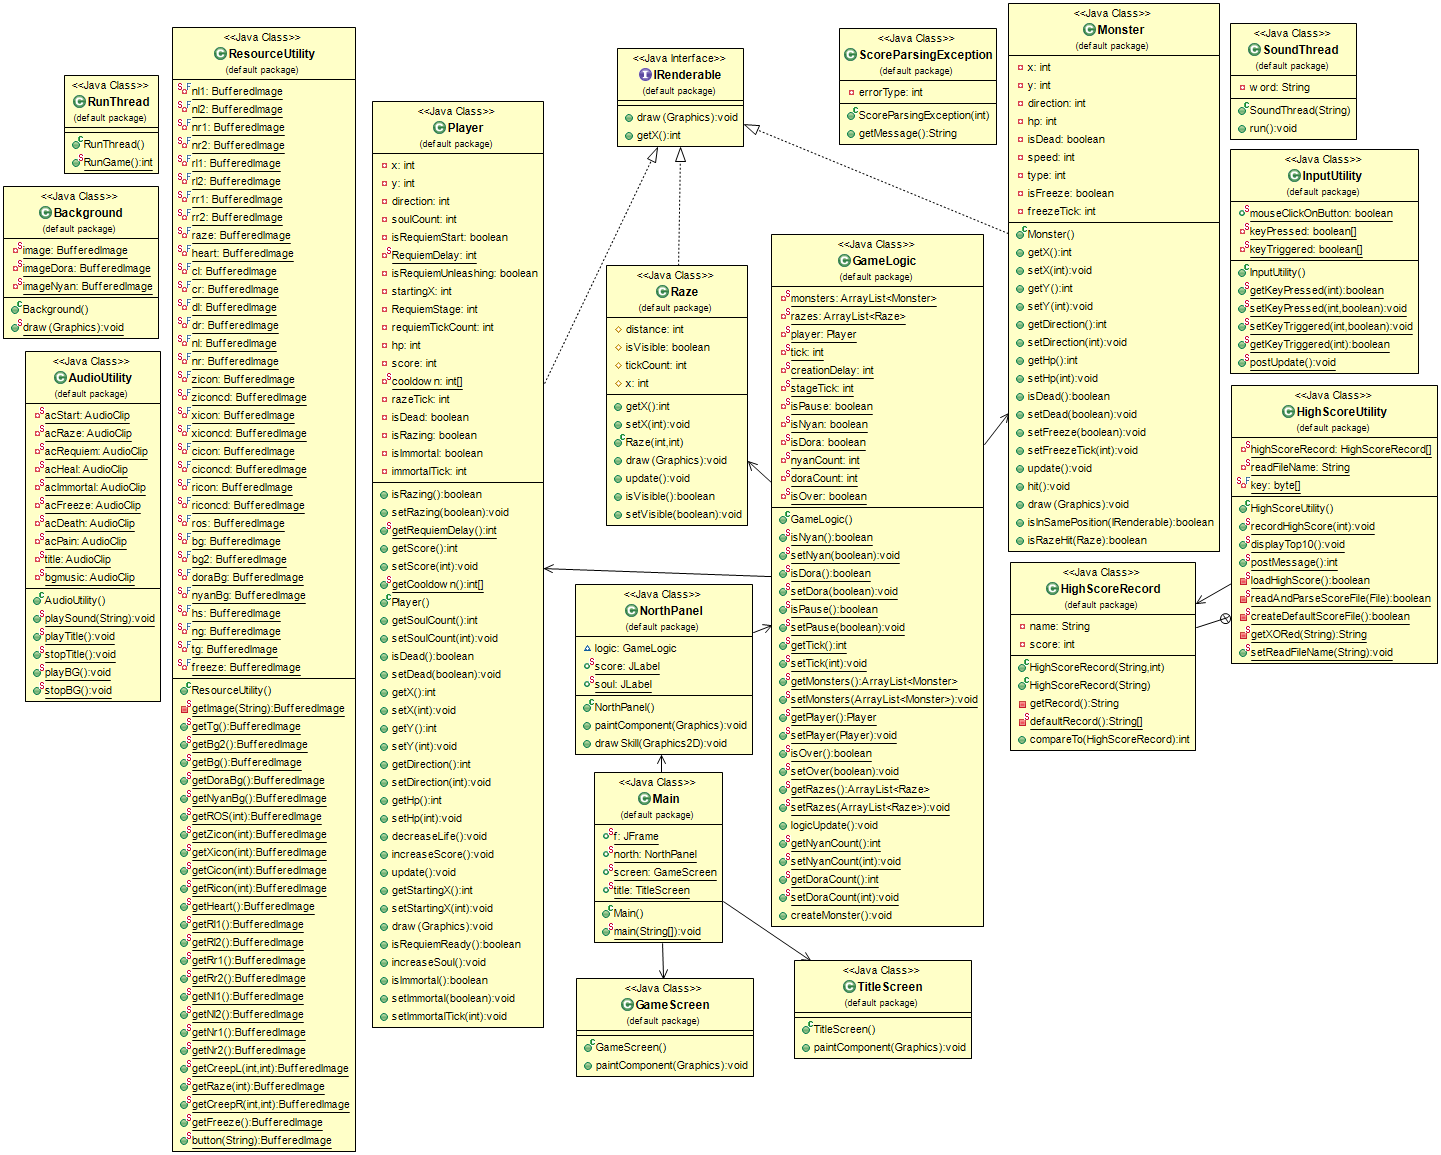 <<Java Class>>
RunThread
(default package)
RunThread()
RunGame():int
<<Java Class>>
Background
(default package)
image: BufferedImage
imageDora: BufferedImage
imageNyan: BufferedImage
Background()
draw(Graphics):void
<<Java Class>>
AudioUtility
(default package)
acStart: AudioClip
acRaze: AudioClip
acRequiem: AudioClip
acHeal: AudioClip
acImmortal: AudioClip
acFreeze: AudioClip
acDeath: AudioClip
acPain: AudioClip
title: AudioClip
bgmusic: AudioClip
AudioUtility()
playSound(String):void
playTitle():void
stopTitle():void
playBG():void
stopBG():void
<<Java Class>>
ResourceUtility
(default package)
nl1: BufferedImage
nl2: BufferedImage
nr1: BufferedImage
nr2: BufferedImage
rl1: BufferedImage
rl2: BufferedImage
rr1: BufferedImage
rr2: BufferedImage
raze: BufferedImage
heart: BufferedImage
cl: BufferedImage
cr: BufferedImage
dl: BufferedImage
dr: BufferedImage
nl: BufferedImage
nr: BufferedImage
zicon: BufferedImage
ziconcd: BufferedImage
xicon: BufferedImage
xiconcd: BufferedImage
cicon: BufferedImage
ciconcd: BufferedImage
ricon: BufferedImage
riconcd: BufferedImage
ros: BufferedImage
bg: BufferedImage
bg2: BufferedImage
doraBg: BufferedImage
nyanBg: BufferedImage
hs: BufferedImage
ng: BufferedImage
tg: BufferedImage
freeze: BufferedImage
ResourceUtility()
getImage(String):BufferedImage
getTg():BufferedImage
getBg2():BufferedImage
getBg():BufferedImage
getDoraBg():BufferedImage
getNyanBg():BufferedImage
getROS(int):BufferedImage
getZicon(int):BufferedImage
getXicon(int):BufferedImage
getCicon(int):BufferedImage
getRicon(int):BufferedImage
getHeart():BufferedImage
getRl1():BufferedImage
getRl2():BufferedImage
getRr1():BufferedImage
getRr2():BufferedImage
getNl1():BufferedImage
getNl2():BufferedImage
getNr1():BufferedImage
getNr2():BufferedImage
getCreepL(int,int):BufferedImage
getRaze(int):BufferedImage
getCreepR(int,int):BufferedImage
getFreeze():BufferedImage
button(String):BufferedImage
<<Java Class>>
Player
(default package)
x: int
y: int
direction: int
soulCount: int
isRequiemStart: boolean
RequiemDelay: int
isRequiemUnleashing: boolean
startingX: int
RequiemStage: int
requiemTickCount: int
hp: int
score: int
cooldown: int[]
razeTick: int
isDead: boolean
isRazing: boolean
isImmortal: boolean
immortalTick: int
isRazing():boolean
setRazing(boolean):void
getRequiemDelay():int
getScore():int
setScore(int):void
getCooldown():int[]
Player()
getSoulCount():int
setSoulCount(int):void
isDead():boolean
setDead(boolean):void
getX():int
setX(int):void
getY():int
setY(int):void
getDirection():int
setDirection(int):void
getHp():int
setHp(int):void
decreaseLife():void
increaseScore():void
update():void
getStartingX():int
setStartingX(int):void
draw(Graphics):void
isRequiemReady():boolean
increaseSoul():void
isImmortal():boolean
setImmortal(boolean):void
setImmortalTick(int):void
<<Java Interface>>
IRenderable
(default package)
draw(Graphics):void
getX():int
<<Java Class>>
Raze
(default package)
distance: int
isVisible: boolean
tickCount: int
x: int
getX():int
setX(int):void
Raze(int,int)
draw(Graphics):void
update():void
isVisible():boolean
setVisible(boolean):void
<<Java Class>>
NorthPanel
(default package)
logic: GameLogic
score: JLabel
soul: JLabel
NorthPanel()
paintComponent(Graphics):void
drawSkill(Graphics2D):void
<<Java Class>>
Main
(default package)
f: JFrame
north: NorthPanel
screen: GameScreen
title: TitleScreen
Main()
main(String[]):void
<<Java Class>>
GameScreen
(default package)
GameScreen()
paintComponent(Graphics):void
<<Java Class>>
TitleScreen
(default package)
TitleScreen()
paintComponent(Graphics):void
<<Java Class>>
GameLogic
(default package)
monsters: ArrayList<Monster>
razes: ArrayList<Raze>
player: Player
tick: int
creationDelay: int
stageTick: int
isPause: boolean
isNyan: boolean
isDora: boolean
nyanCount: int
doraCount: int
isOver: boolean
GameLogic()
isNyan():boolean
setNyan(boolean):void
isDora():boolean
setDora(boolean):void
isPause():boolean
setPause(boolean):void
getTick():int
setTick(int):void
getMonsters():ArrayList<Monster>
setMonsters(ArrayList<Monster>):void
getPlayer():Player
setPlayer(Player):void
isOver():boolean
setOver(boolean):void
getRazes():ArrayList<Raze>
setRazes(ArrayList<Raze>):void
logicUpdate():void
getNyanCount():int
setNyanCount(int):void
getDoraCount():int
setDoraCount(int):void
createMonster():void
<<Java Class>>
ScoreParsingException
(default package)
errorType: int
ScoreParsingException(int)
getMessage():String
<<Java Class>>
Monster
(default package)
x: int
y: int
direction: int
hp: int
isDead: boolean
speed: int
type: int
isFreeze: boolean
freezeTick: int
Monster()
getX():int
setX(int):void
getY():int
setY(int):void
getDirection():int
setDirection(int):void
getHp():int
setHp(int):void
isDead():boolean
setDead(boolean):void
setFreeze(boolean):void
setFreezeTick(int):void
update():void
hit():void
draw(Graphics):void
isInSamePosition(IRenderable):boolean
isRazeHit(Raze):boolean
<<Java Class>>
HighScoreRecord
(default package)
name: String
score: int
HighScoreRecord(String,int)
HighScoreRecord(String)
getRecord():String
defaultRecord():String[]
compareTo(HighScoreRecord):int
<<Java Class>>
SoundThread
(default package)
word: String
SoundThread(String)
run():void
<<Java Class>>
InputUtility
(default package)
mouseClickOnButton: boolean
keyPressed: boolean[]
keyTriggered: boolean[]
InputUtility()
getKeyPressed(int):boolean
setKeyPressed(int,boolean):void
setKeyTriggered(int,boolean):void
getKeyTriggered(int):boolean
postUpdate():void
<<Java Class>>
HighScoreUtility
(default package)
highScoreRecord: HighScoreRecord[]
readFileName: String
key: byte[]
HighScoreUtility()
recordHighScore(int):void
displayTop10():void
postMessage():int
loadHighScore():boolean
readAndParseScoreFile(File):boolean
createDefaultScoreFile():boolean
getXORed(String):String
setReadFileName(String):void